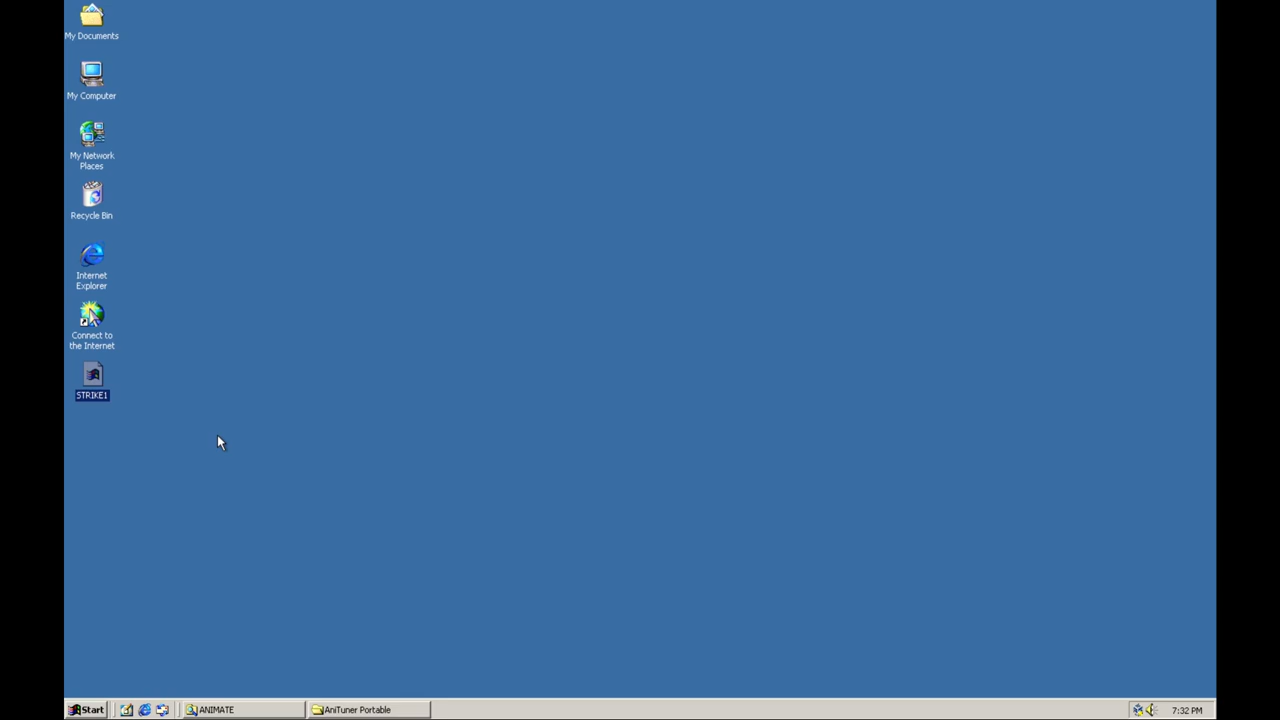 My Documents
My Computer
My Network
Places
Recycle Bin
Internet
Explorer
Connect to
the Internet
STRIKE1
Start
ANIMATE
AniTuner Portable
7:32 PM